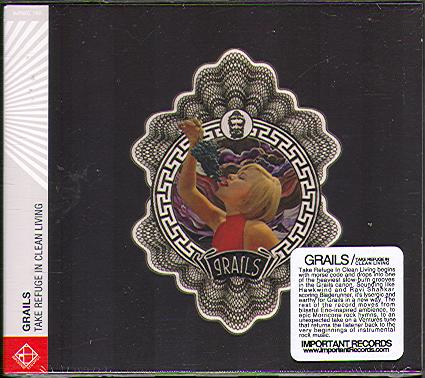 GRAILS
TAKE REFUGE IN CLEAN LIVING
GRAILS
GRAILS / TAKE REFUGE IN
CLEAN LIVING
Take Refuge In Clean Living begins
with morse code and drops into one
of the heaviest slow-burn grooves
in the Grails canon. Sounding like
Hawkwind and Ravi Shankar
scoring Bladerunner, it's lysergic and
earthy for Grails in a new way. The
rest of the record moves from
blissful Eno-inspired ambience, to
epic Morricone rock hymns, to an
unexpected take on a Ventures tune
that returns the listener back to the
very beginnings of instrumental
rock music.
IMPORTANT RECORDS
www.importantRecords.com